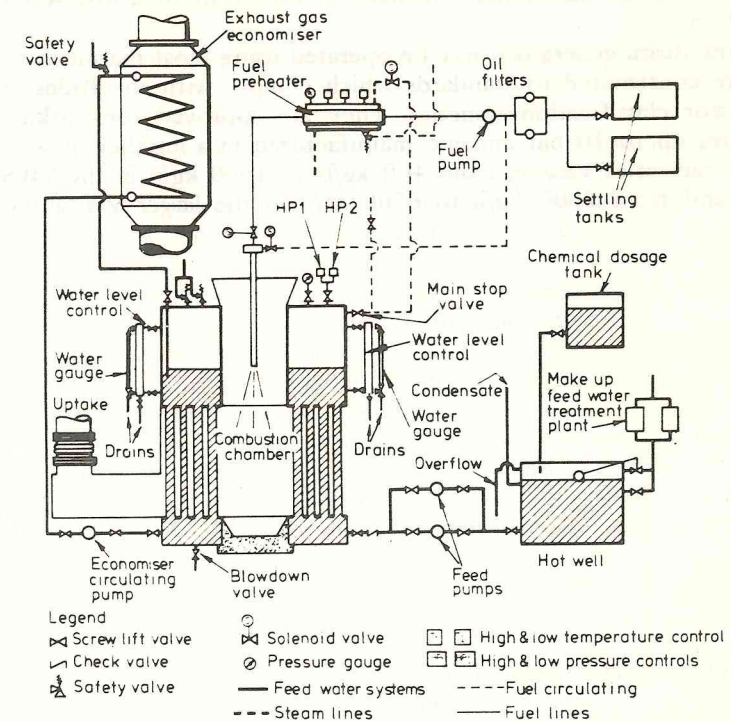 Exhaust gas
economiser
Safety
valve
Fuel
preheater
Oil
filters
Fuel
pump
Settling
tanks
HP1 HP2
Chemical dosage
tank
Water level
control
Main stop
valve
Water level
control
Water
gauge
Condensate
Make up
feed water
treatment
plant
Uptake
Water
gauge
Drains
Combustion
chamber
Drains
Overflow
Economiser
circulating
pump
Blowdown
valve
Feed
pumps
Hot well
Legend
Screw lift valve
Solenoid valve
High & low temperature control
Check valve
Pressure gauge
High & low pressure controls
Safety valve
Feed water systems
Fuel circulating
Steam lines
Fuel lines